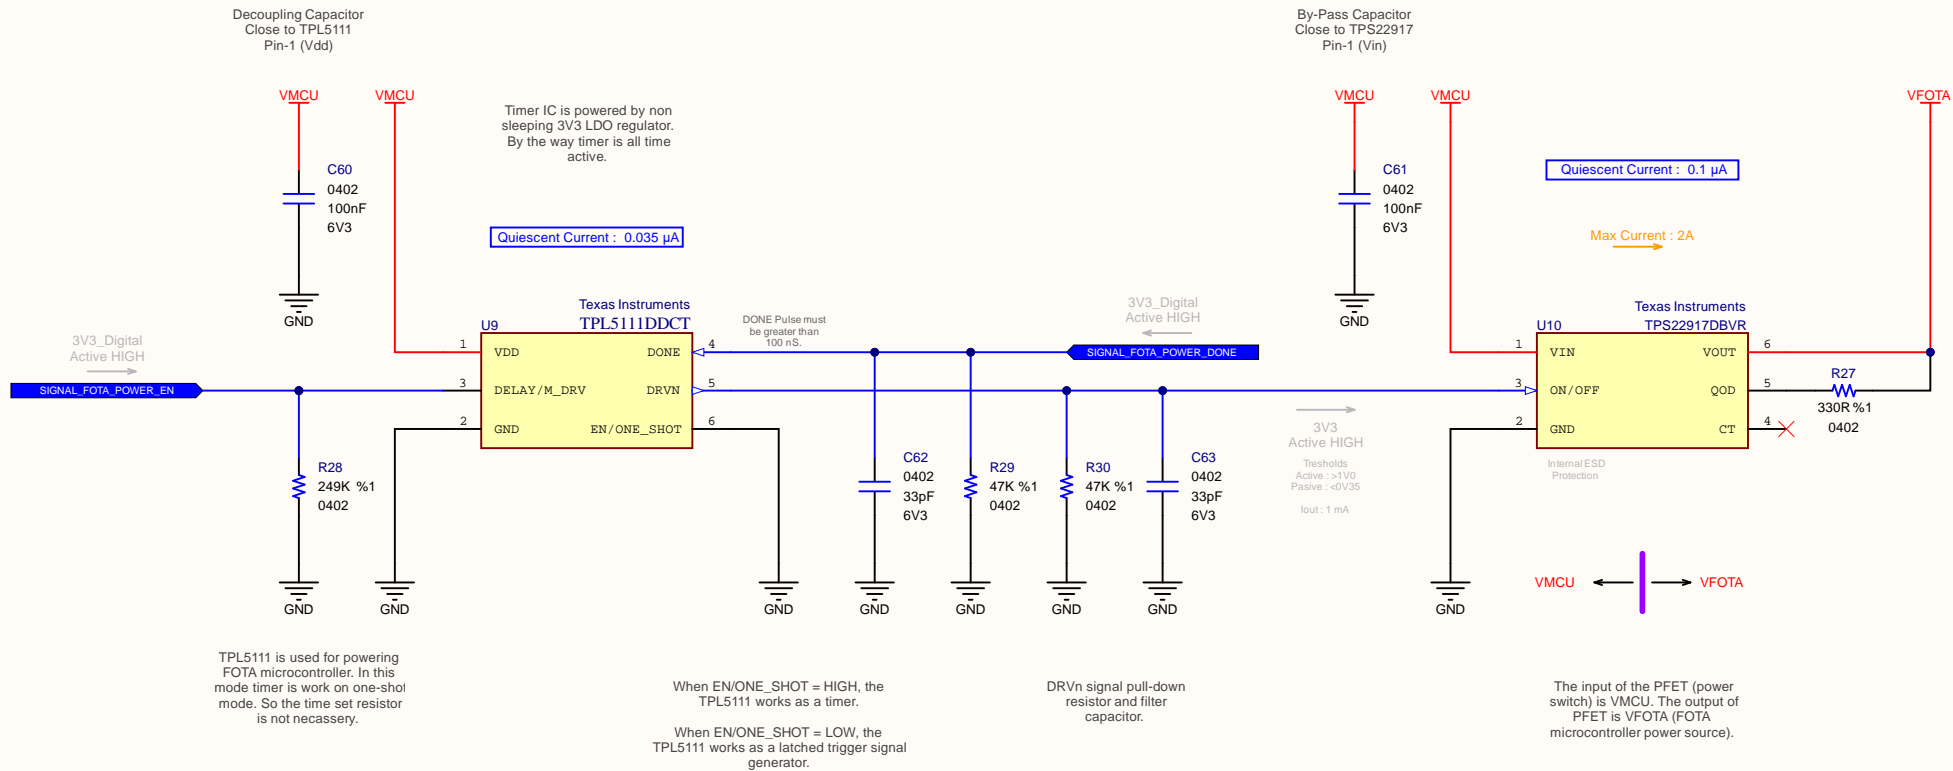 Decoupling Capacitor
Close to TPL5111
Pin-1 (Vdd)
By-Pass Capacitor
Close to TPS22917
Pin-1 (Vin)
VMCU
VMCU
Timer IC is powered by non
sleeping 3V3 LDO regulator.
By the way timer is all time
active.
VMCU
VMCU
VFOTA
C60
0402
100nF
6V3
GND
Quiescent Current : 0.035 µA
C61
0402
100nF
6V3
GND
Quiescent Current : 0.1 µA
Max Current : 2A
3V3_Digital
Active HIGH
SIGNAL_FOTA_POWER_EN
Texas Instruments
U9
TPL5111DDCT
1
VDD
3
DELAY/M_DRV
2
GND
DONE
4
DRVN
5
EN/ONE_SHOT
6
DONE Pulse must
be greater than
100 nS.
3V3_Digital
Active HIGH
SIGNAL_FOTA_POWER_DONE
Texas Instruments
U10
TPS22917DBVR
1
VIN
3
ON/OFF
2
GND
VOUT
6
QOD
5
CT
4
R27
330R %1
0402
R28
249K %1
0402
GND
GND
GND
C62
0402
33pF
6V3
GND
R29
47K %1
0402
GND
R30
47K %1
0402
GND
C63
0402
33pF
6V3
GND
3V3
Active HIGH
Tresholds
Active : >1V0
Pasive : <0V35
Iout : 1 mA
Internal ESD
Protection
GND
VMCU
VFOTA
TPL5111 is used for powering
FOTA microcontroller. In this
mode timer is work on one-shot
mode. So the time set resistor
is not necassery.
When EN/ONE_SHOT = HIGH, the
TPL5111 works as a timer.
When EN/ONE_SHOT = LOW, the
TPL5111 works as a latched trigger signal
generator.
DRVn signal pull-down
resistor and filter
capacitor.
The input of the PFET (power
switch) is VMCU. The output of
PFET is VFOTA (FOTA
microcontroller power source).